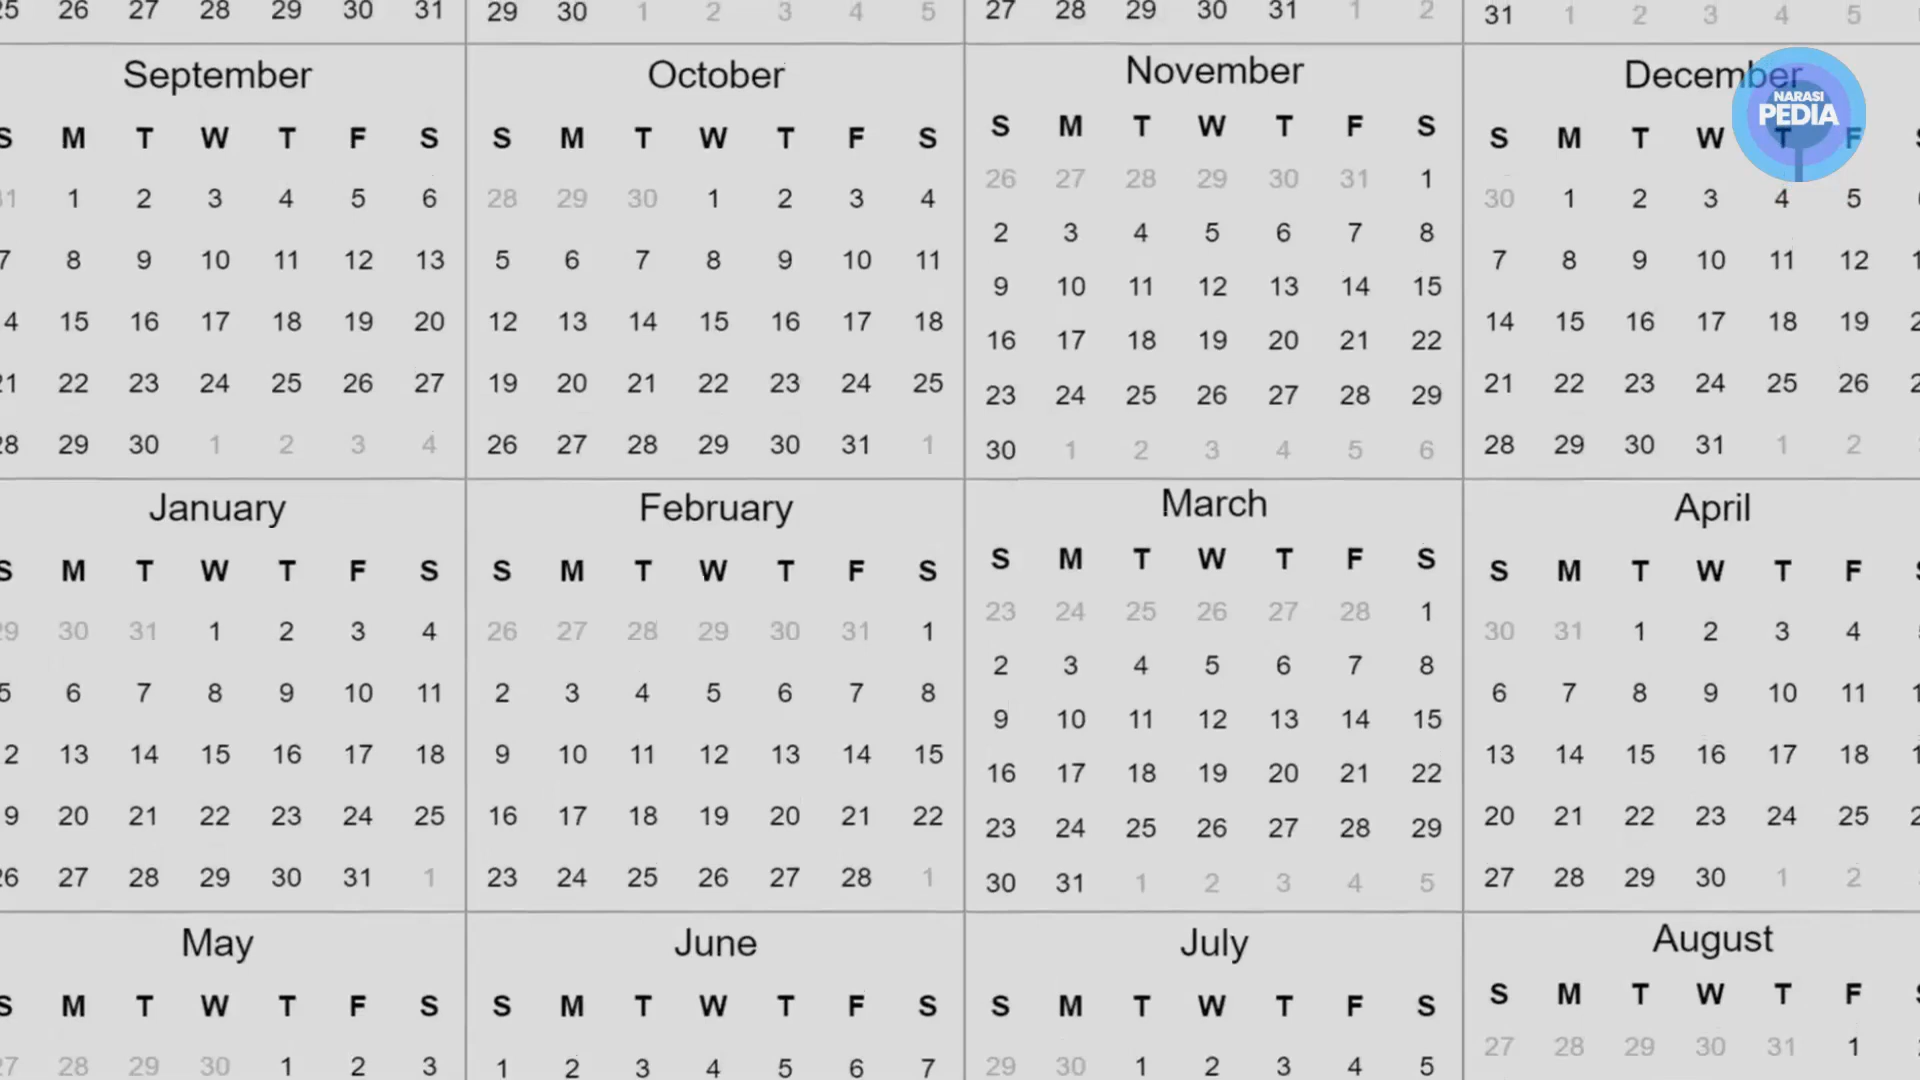 25 26 27 28 29 30 31
29 30 1 2 3 4 5
27 28 29 30 31 1 2
31 1 2 3 4 5
September
S M T W T F S
31 1 2 3 4 5 6
7 8 9 10 11 12 13
14 15 16 17 18 19 20
21 22 23 24 25 26 27
28 29 30 1 2 3 4
October
S M T W T F S
28 29 30 1 2 3 4
5 6 7 8 9 10 11
12 13 14 15 16 17 18
19 20 21 22 23 24 25
26 27 28 29 30 31 1
November
S M T W T F S
26 27 28 29 30 31 1
2 3 4 5 6 7 8
9 10 11 12 13 14 15
16 17 18 19 20 21 22
23 24 25 26 27 28 29
30 1 2 3 4 5 6
December
NARASI
PEDIA
S M T W T F S
30 1 2 3 4 5
7 8 9 10 11 12
14 15 16 17 18 19
21 22 23 24 25 26
28 29 30 31 1 2
January
S M T W T F S
29 30 31 1 2 3 4
5 6 7 8 9 10 11
12 13 14 15 16 17 18
19 20 21 22 23 24 25
26 27 28 29 30 31 1
February
S M T W T F S
26 27 28 29 30 31 1
2 3 4 5 6 7 8
9 10 11 12 13 14 15
16 17 18 19 20 21 22
23 24 25 26 27 28 1
March
S M T W T F S
23 24 25 26 27 28 1
2 3 4 5 6 7 8
9 10 11 12 13 14 15
16 17 18 19 20 21 22
23 24 25 26 27 28 29
30 31 1 2 3 4 5
April
S M T W T F S
30 31 1 2 3 4
6 7 8 9 10 11
13 14 15 16 17 18
20 21 22 23 24 25
27 28 29 30 1 2
May
S M T W T F S
27 28 29 30 1 2 3
June
S M T W T F S
1 2 3 4 5 6 7
July
S M T W T F S
29 30 1 2 3 4 5
August
S M T W T F S
27 28 29 30 31 1